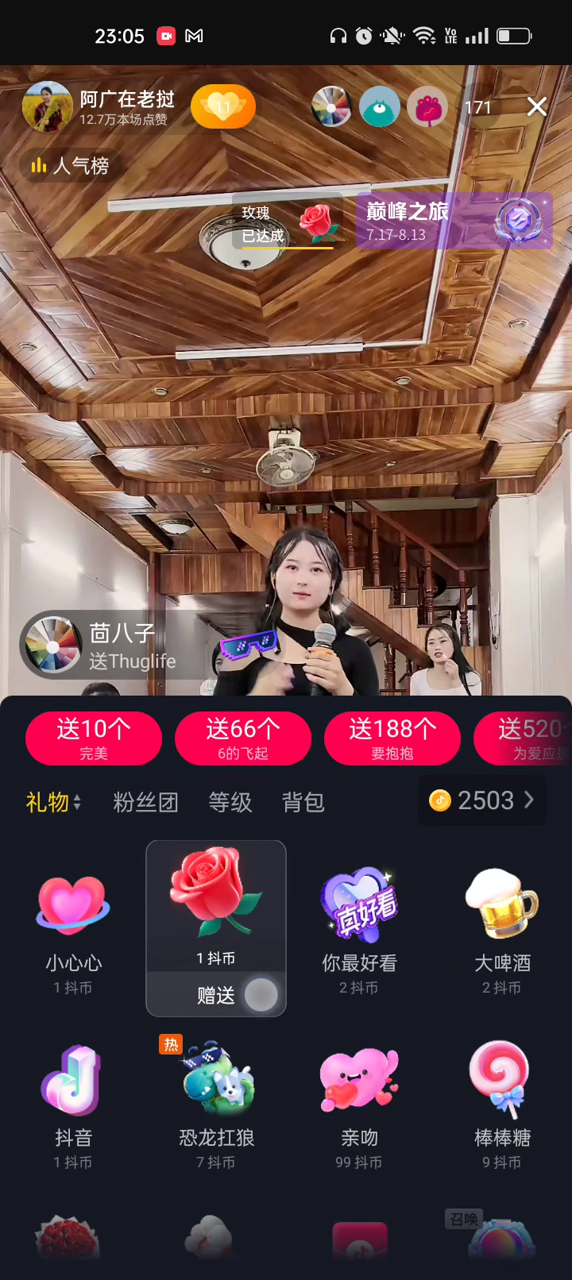 23:05
VoLTE
阿广在老挝
12.7万本场点赞
11
171
人气榜
玫瑰
已达成
巅峰之旅
7.17-8.13
茴八子
送Thuglife
送10个
完美
送66个
6的飞起
送188个
要抱抱
送520
为爱应
礼物
粉丝团
等级
背包
2503
小心心
1 抖币
1 抖币
赠送
真好看
你最好看
2 抖币
大啤酒
2 抖币
抖音
1 抖币
热
恐龙扛狼
7 抖币
亲吻
99 抖币
棒棒糖
9 抖币
召唤